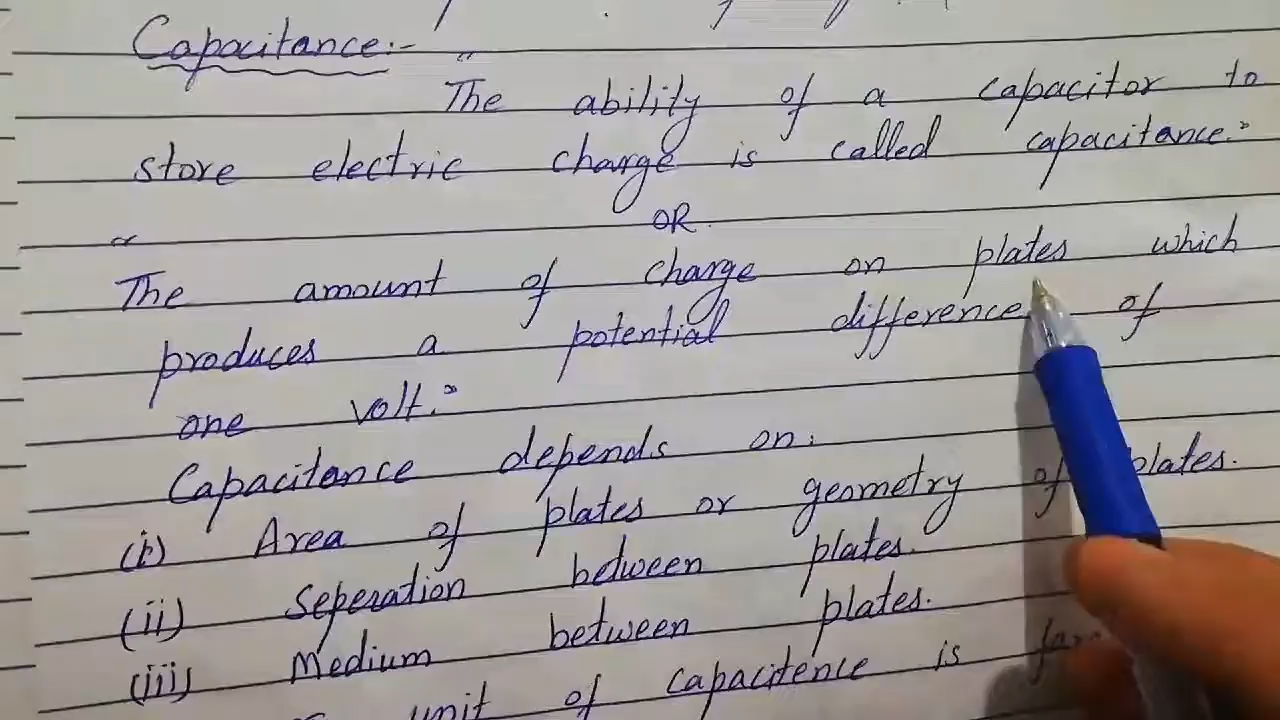 Capacitance:-
"The ability of a capacitor to
store electric charge is called capacitance."
OR
"The amount of charge on plates which
produces a potential difference of
one volt."
Capacitance depends on:
(i) Area of plates or geometry of plates.
(ii) Seperation between plates.
(iii) Medium between plates.
unit of capacitence is